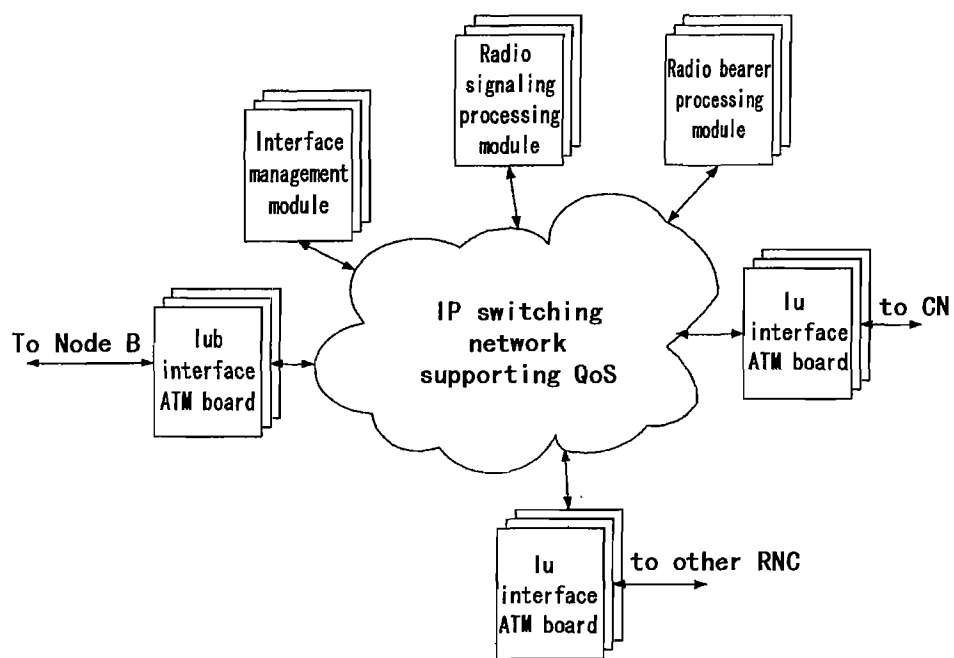 Radio
signaling
processing
module
Radio bearer
processing
module
Interface
management
module
Iu
interface
ATM board
to CN
IP switching
network
supporting QoS
To Node B
Iub
interface
ATM board
Iu
interface
ATM board
to other RNC